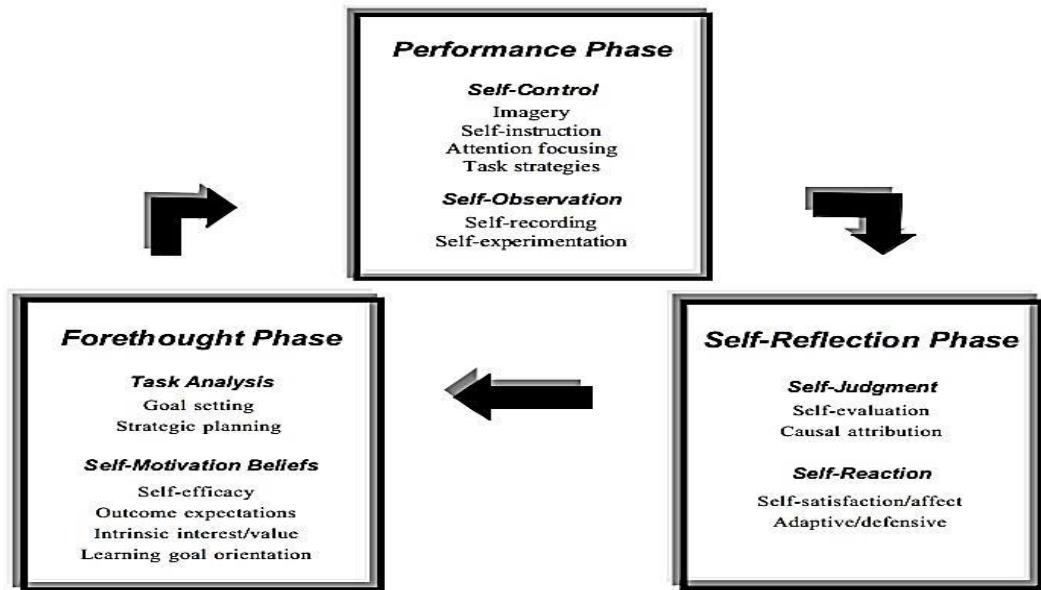 Performance Phase
Self-Control
Imagery
Self-instruction
Attention focusing
Task strategies
Self-Observation
Self-recording
Self-experimentation
Forethought Phase
Task Analysis
Goal setting
Strategic planning
Self-Motivation Beliefs
Self-efficacy
Outcome expectations
Intrinsic interest/value
Learning goal orientation
Self-Reflection Phase
Self-Judgment
Self-evaluation
Causal attribution
Self-Reaction
Self-satisfaction/affect
Adaptive/defensive